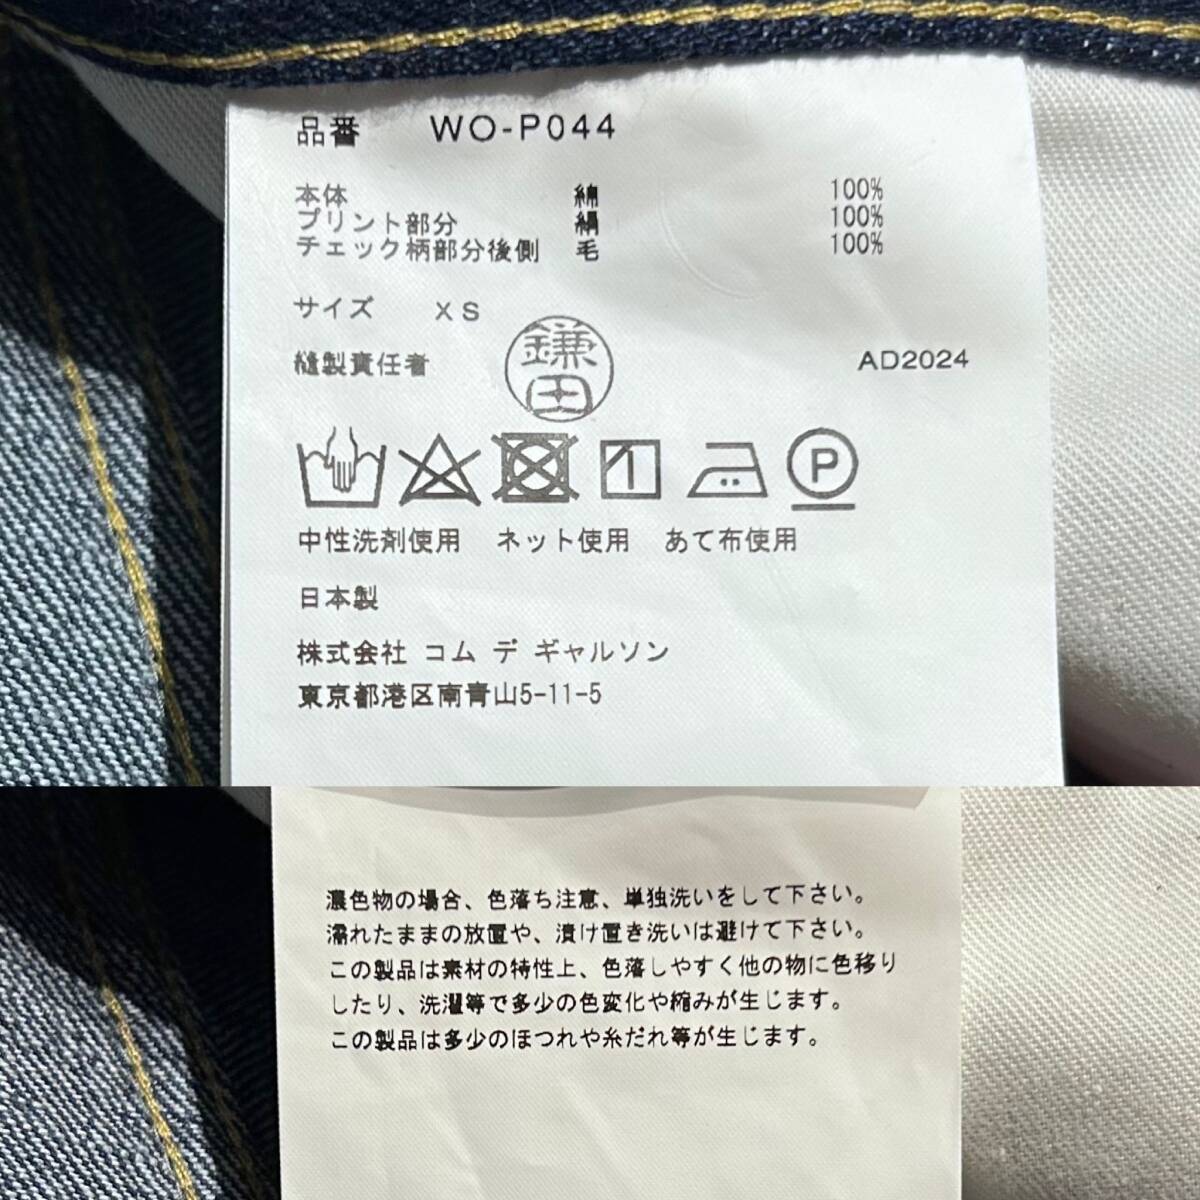 品番 WO-P044
本体 綿 100%
プリント部分 絹 100%
チェック柄部分後側 毛 100%
サイズ XS
縫製責任者 鎌田 AD2024
P
中性洗剤使用 ネット使用 あて布使用
日本製
株式会社 コム デ ギャルソン
東京都港区南青山5-11-5
濃色物の場合、色落ち注意、単独洗いをして下さい。
濡れたままの放置や、漬け置き洗いは避けて下さい。
この製品は素材の特性上、色落しやすく他の物に色移り
したり、洗濯等で多少の色変化や縮みが生じます。
この製品は多少のほつれや糸だれ等が生じます。